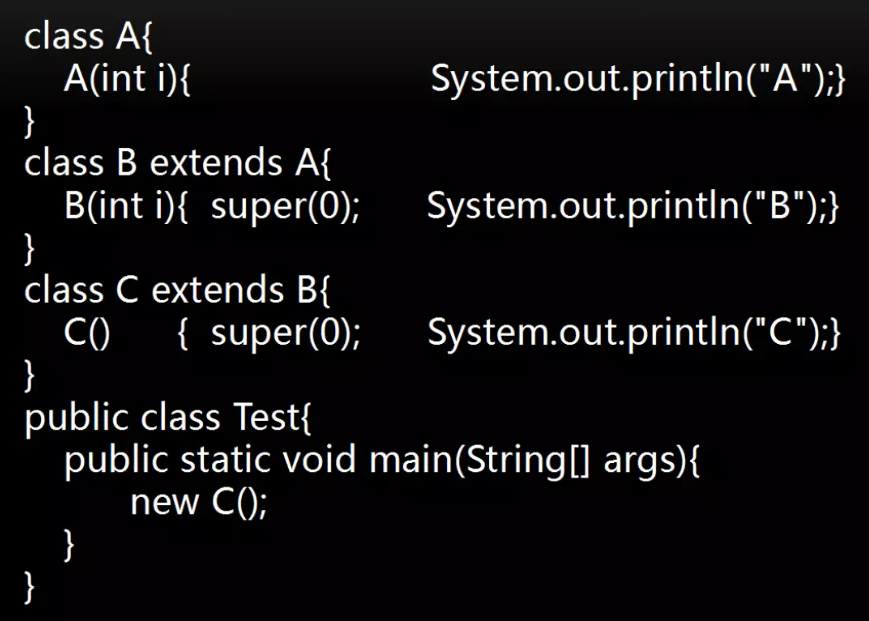 class A{
A(int i){ System.out.println("A");}
}
class B extends A{
B(int i){ super(0); System.out.println("B");}
}
class C extends B{
C() { super(0); System.out.println("C");}
}
public class Test{
public static void main(String[] args){
new C();
}
}